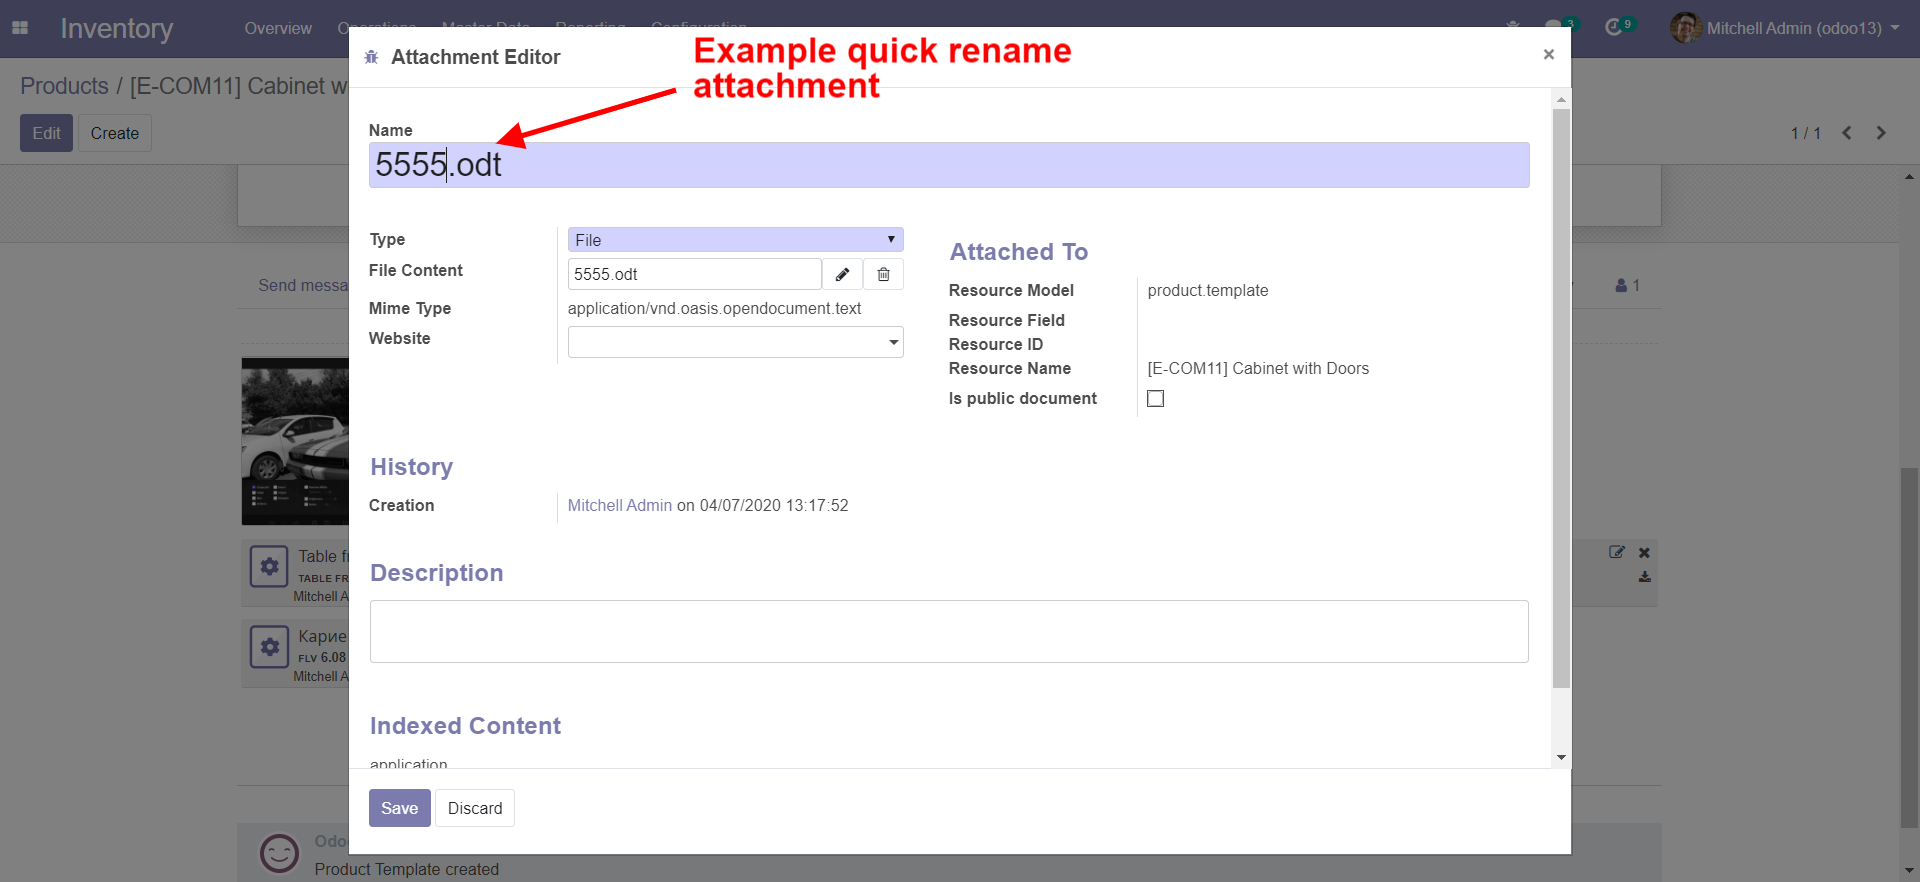 Inventory
Overview
Operations Master Data Reporting Configuration
3
9
Mitchell Admin (odoo13)
Products / [E-COM11] Cabinet w
Edit
Create
1 / 1
Attachment Editor
×
Example quick rename
attachment
Name
5555.odt
Type
File
File Content
5555.odt
Mime Type
application/vnd.oasis.opendocument.text
Website
Attached To
Resource Model
product.template
Resource Field
Resource ID
Resource Name
[E-COM11] Cabinet with Doors
Is public document
History
Creation
Mitchell Admin on 04/07/2020 13:17:52
Description
Indexed Content
application
Save
Discard
Send messa
1
Table f
TABLE FR
Mitchell A
Карие
FLV 6.08
Mitchell A
Odo
Product Template created